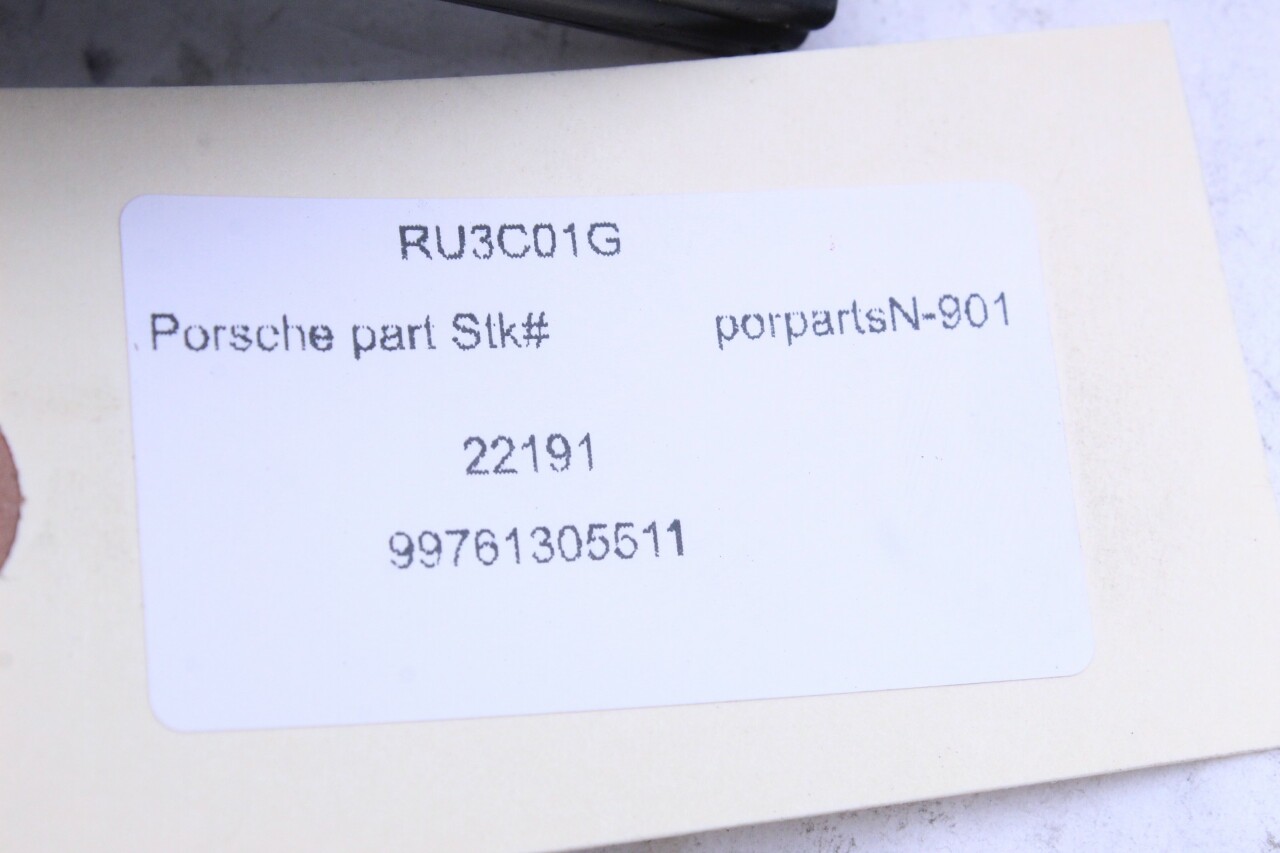 RU3C01G
Porsche part Stk# porpartsN-901
22191
99761305511